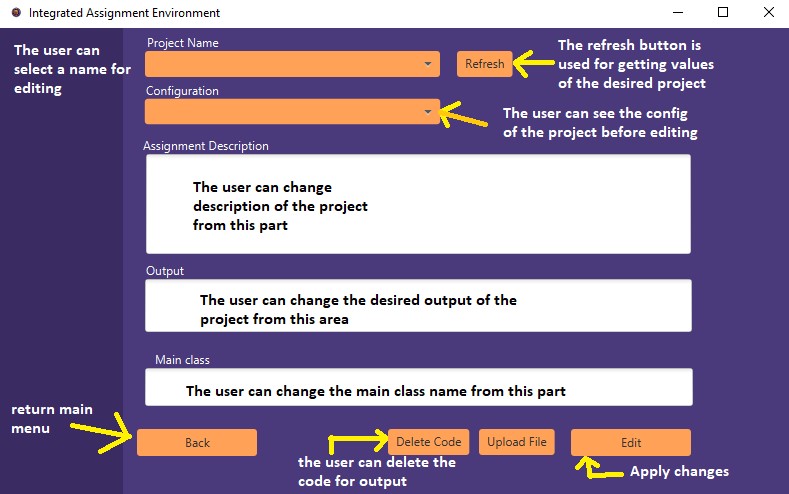 Integrated Assignment Environment
The user can
select a name for
editing
Project Name
Refresh
The refresh button is
used for getting values
of the desired project
Configuration
The user can see the config
of the project before editing
Assignment Description
The user can change
description of the project
from this part
Output
The user can change the desired output of the
project from this area
Main class
The user can change the main class name from this part
return main
menu
Back
Delete Code
Upload File
Edit
the user can delete the
code for output
Apply changes